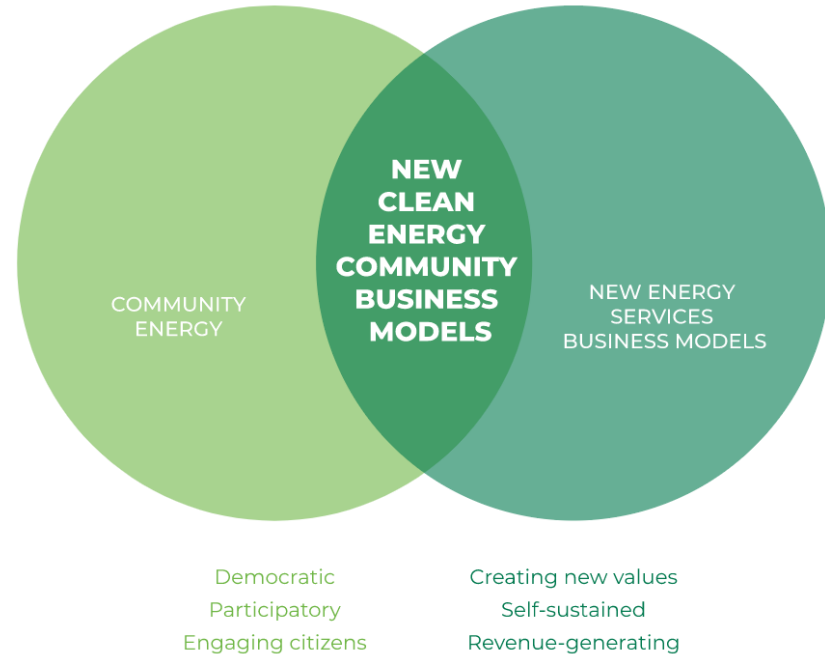 COMMUNITY
ENERGY
NEW
CLEAN
ENERGY
COMMUNITY
BUSINESS
MODELS
NEW ENERGY
SERVICES
BUSINESS MODELS
Democratic
Participatory
Engaging citizens
Creating new values
Self-sustained
Revenue-generating